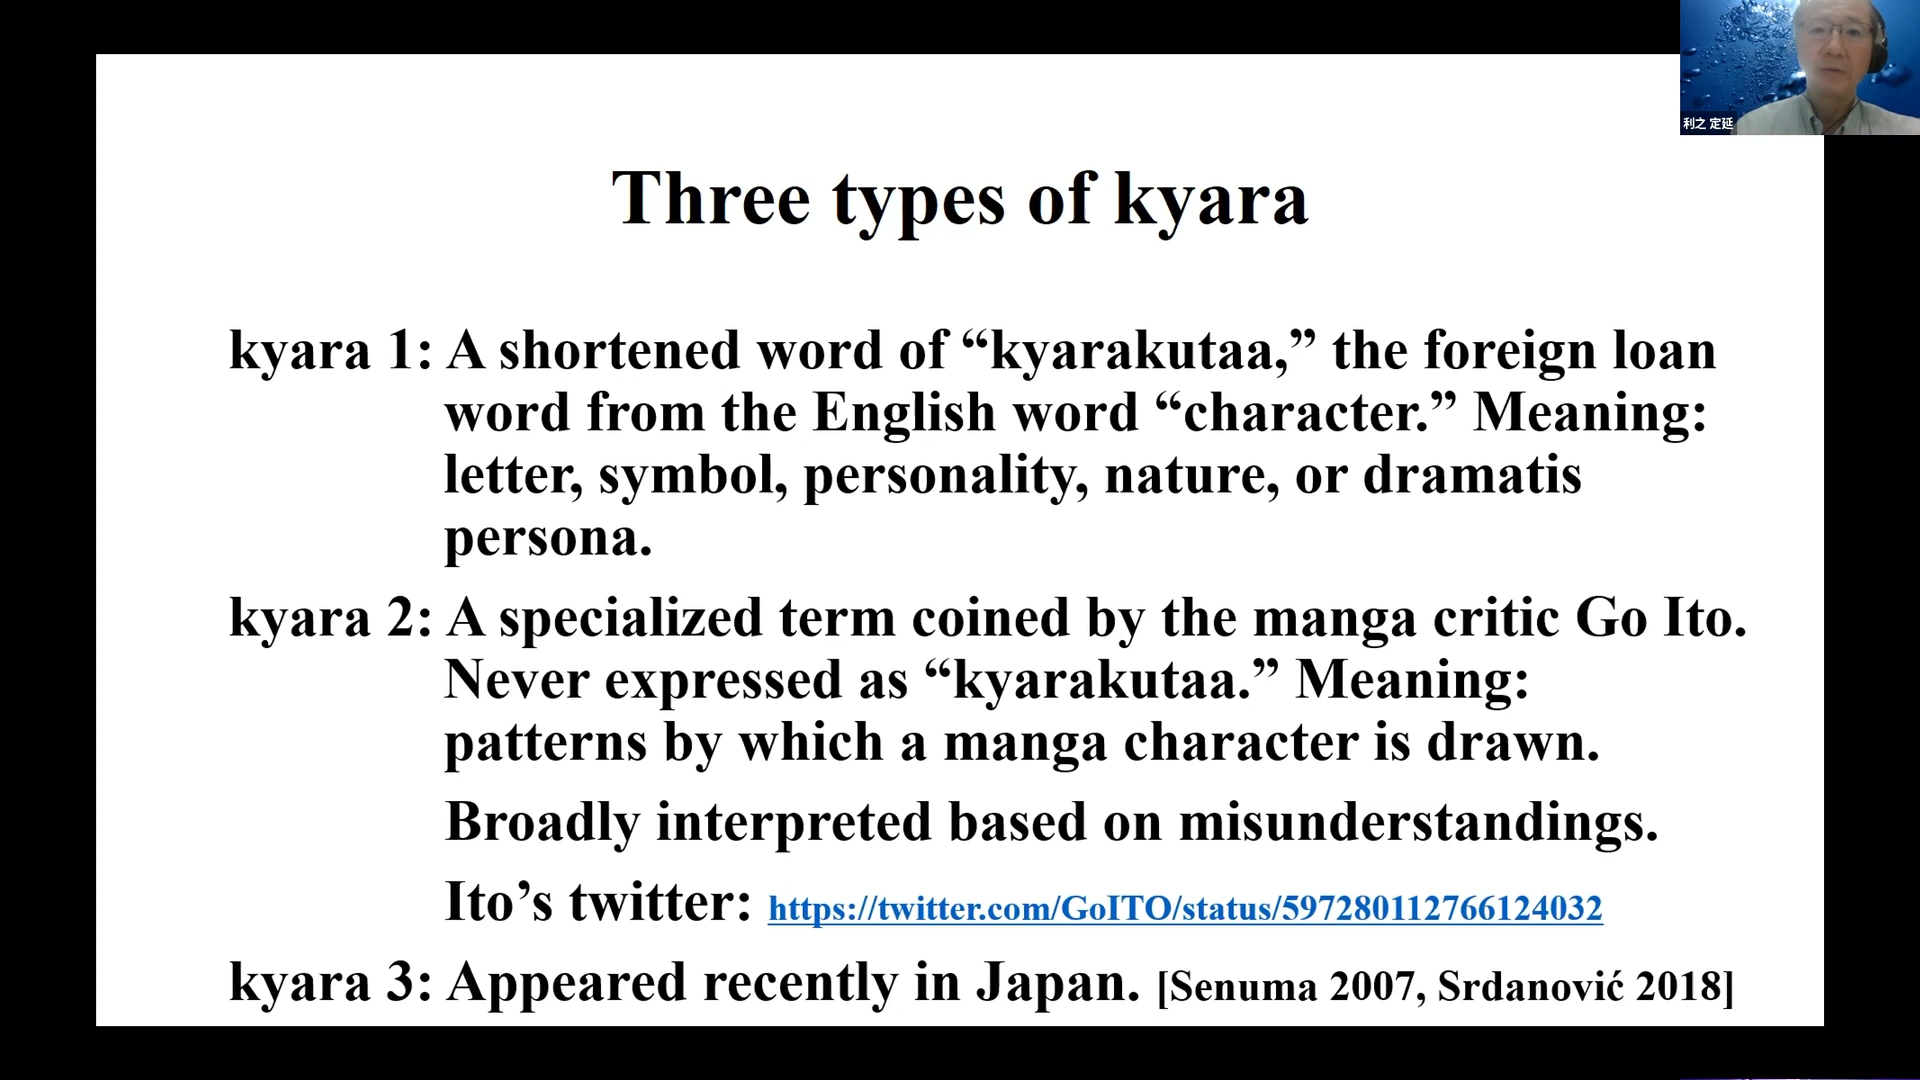 利之 定延
Three types of kyara
kyara 1: A shortened word of “kyarakutaa,” the foreign loan
word from the English word “character.” Meaning:
letter, symbol, personality, nature, or dramatis
persona.
kyara 2: A specialized term coined by the manga critic Go Ito.
Never expressed as “kyarakutaa.” Meaning:
patterns by which a manga character is drawn.
Broadly interpreted based on misunderstandings.
Ito’s twitter: https://twitter.com/GoITO/status/597280112766124032
kyara 3: Appeared recently in Japan. [Senuma 2007, Srdanović 2018]